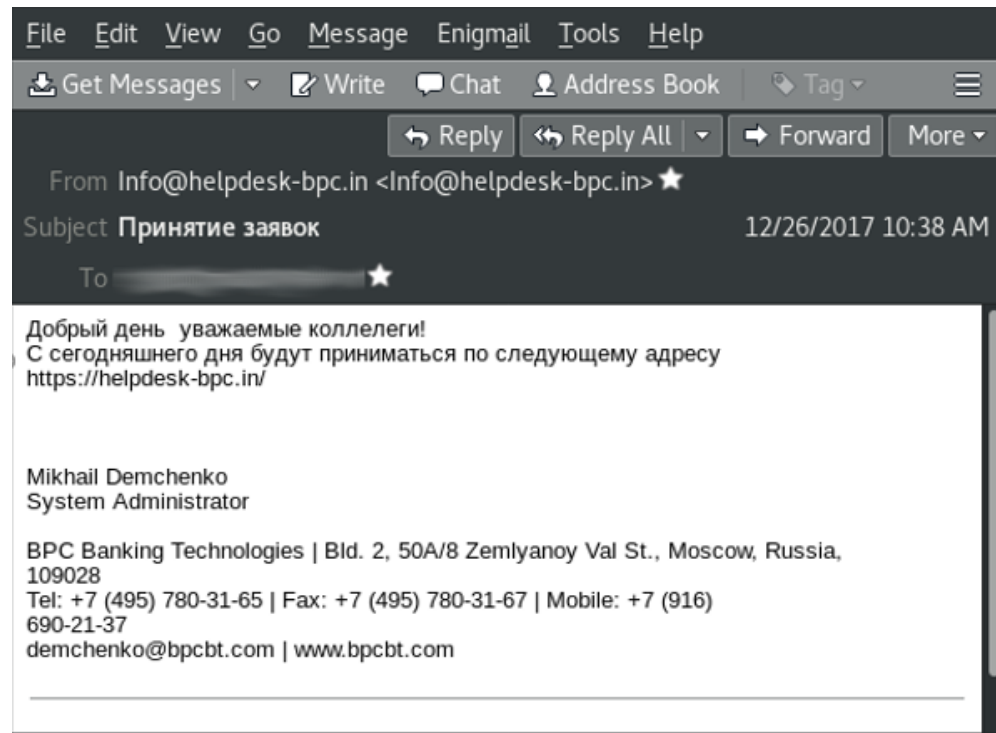 File Edit View Go Message Enigmail Tools Help
Get Messages Write Chat Address Book Tag
Reply Reply All Forward More
From Info@helpdesk-bpc.in <Info@helpdesk-bpc.in>
Subject Принятие заявок 12/26/2017 10:38 AM
To
Добрый день уважаемые коллелеги!
С сегодняшнего дня будут приниматься по следующему адресу
https://helpdesk-bpc.in/
Mikhail Demchenko
System Administrator
BPC Banking Technologies | Bld. 2, 50A/8 Zemlyanoy Val St., Moscow, Russia,
109028
Tel: +7 (495) 780-31-65 | Fax: +7 (495) 780-31-67 | Mobile: +7 (916)
690-21-37
demchenko@bpcbt.com | www.bpcbt.com